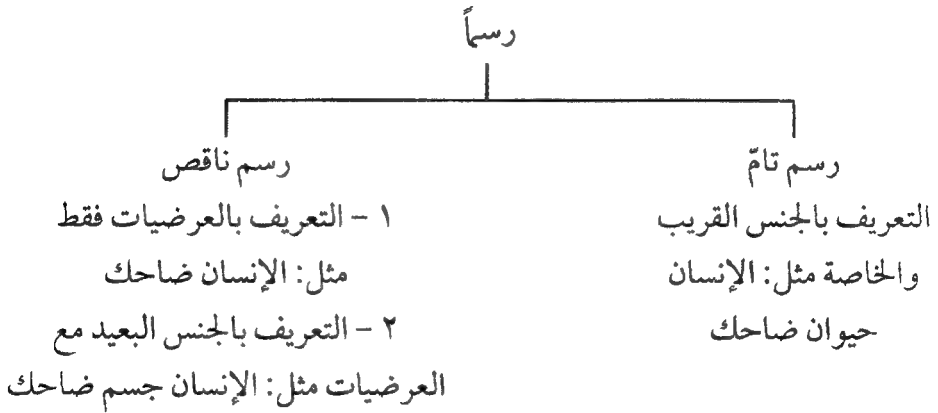 رسماً
رسم تامّ
التعريف بالجنس القريب
والخاصة مثل: الإنسان
حيوان ضاحك
رسم ناقص
١ - التعريف بالعرضيات فقط
مثل: الإنسان ضاحك
٢ - التعريف بالجنس البعيد مع
العرضيات مثل: الإنسان جسم ضاحك